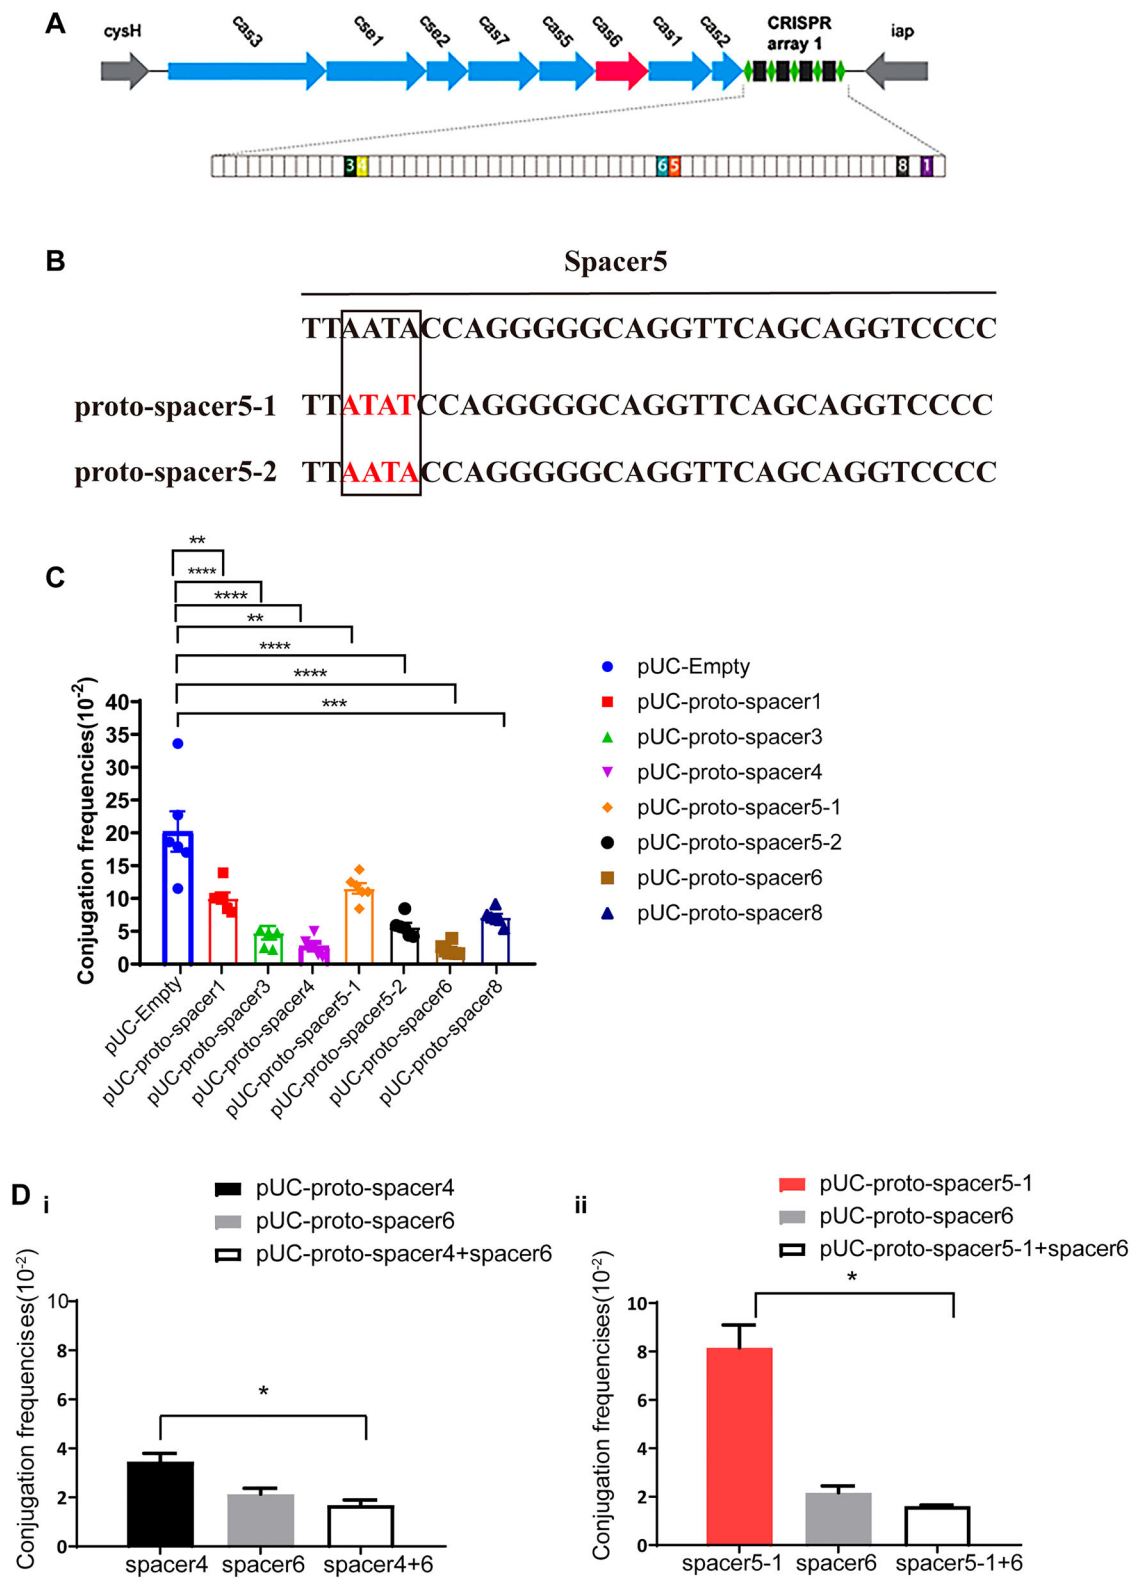 A
cysH
cas3
cse1
cse2
cas7
cas5
cas6
cas1
cas2
CRISPR
array 1
iap
3 4 6 5 8 1
B
Spacer5
TTAATACCAGGGGGCAGGTTCAGCAGGTCCCC
proto-spacer5-1 TTATATCCAGGGGGCAGGTTCAGCAGGTCCCC
proto-spacer5-2 TTAATACCAGGGGGCAGGTTCAGCAGGTCCCC
C
**
****
****
**
****
****
***
Conjugation frequencies(10-2)
40
35
30
25
20
15
10
5
0
pUC-Empty
pUC-proto-spacer1
pUC-proto-spacer3
pUC-proto-spacer4
pUC-proto-spacer5-1
pUC-proto-spacer5-2
pUC-proto-spacer6
pUC-proto-spacer8
pUC-Empty
pUC-proto-spacer1
pUC-proto-spacer3
pUC-proto-spacer4
pUC-proto-spacer5-1
pUC-proto-spacer5-2
pUC-proto-spacer6
pUC-proto-spacer8
D
i
pUC-proto-spacer4
pUC-proto-spacer6
pUC-proto-spacer4+spacer6
Conjugation frequencises(10-2)
10
8
6
4
2
0
*
spacer4 spacer6 spacer4+6
ii
pUC-proto-spacer5-1
pUC-proto-spacer6
pUC-proto-spacer5-1+spacer6
Conjugation frequencises(10-2)
10
8
6
4
2
0
*
spacer5-1 spacer6 spacer5-1+6